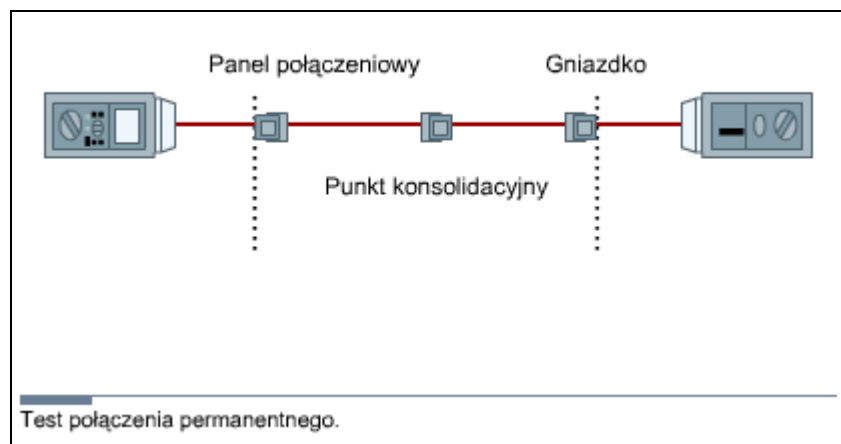 Panel połączeniowy Gniazdko
Punkt konsolidacyjny
Test połączenia permanentnego.